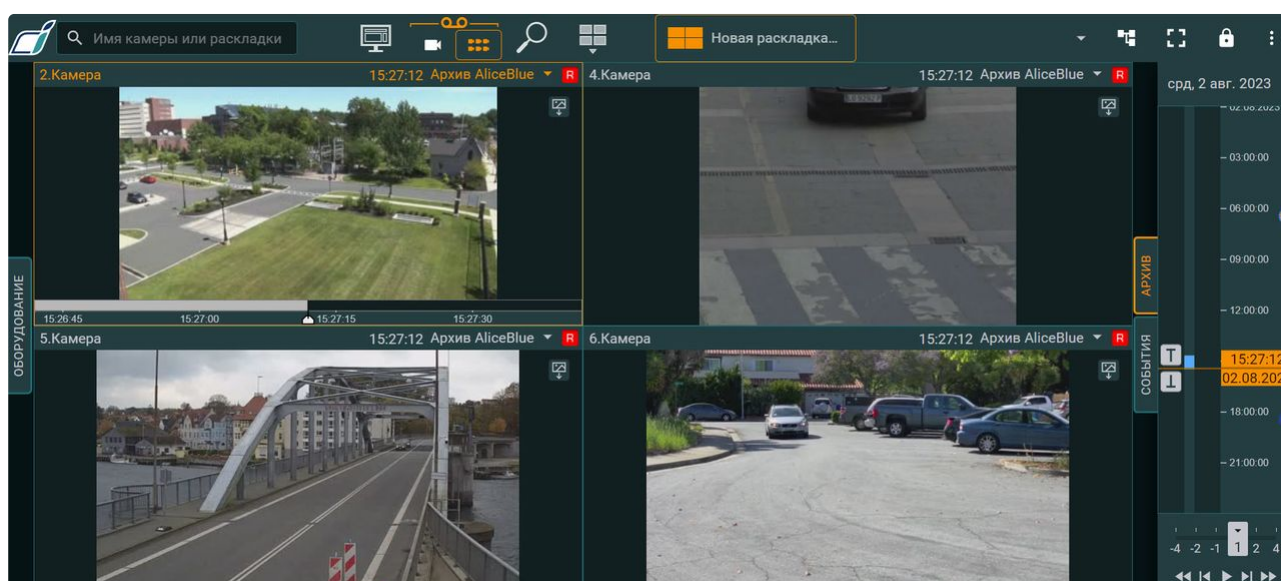 Имя камеры или раскладки
Новая раскладка...
2.Камера 15:27:12 Архив AliceBlue R
4.Камера 15:27:12 Архив AliceBlue R
15:26:45 15:27:00 15:27:15 15:27:30
5.Камера 15:27:12 Архив AliceBlue R
6.Камера 15:27:12 Архив AliceBlue R
ОБОРУДОВАНИЕ
АРХИВ
СОБЫТИЯ
срд, 2 авг. 2023
02.08.2023
03:00:00
06:00:00
09:00:00
12:00:00
15:27:12
02.08.202
18:00:00
21:00:00
-4 -2 -1 1 2 4